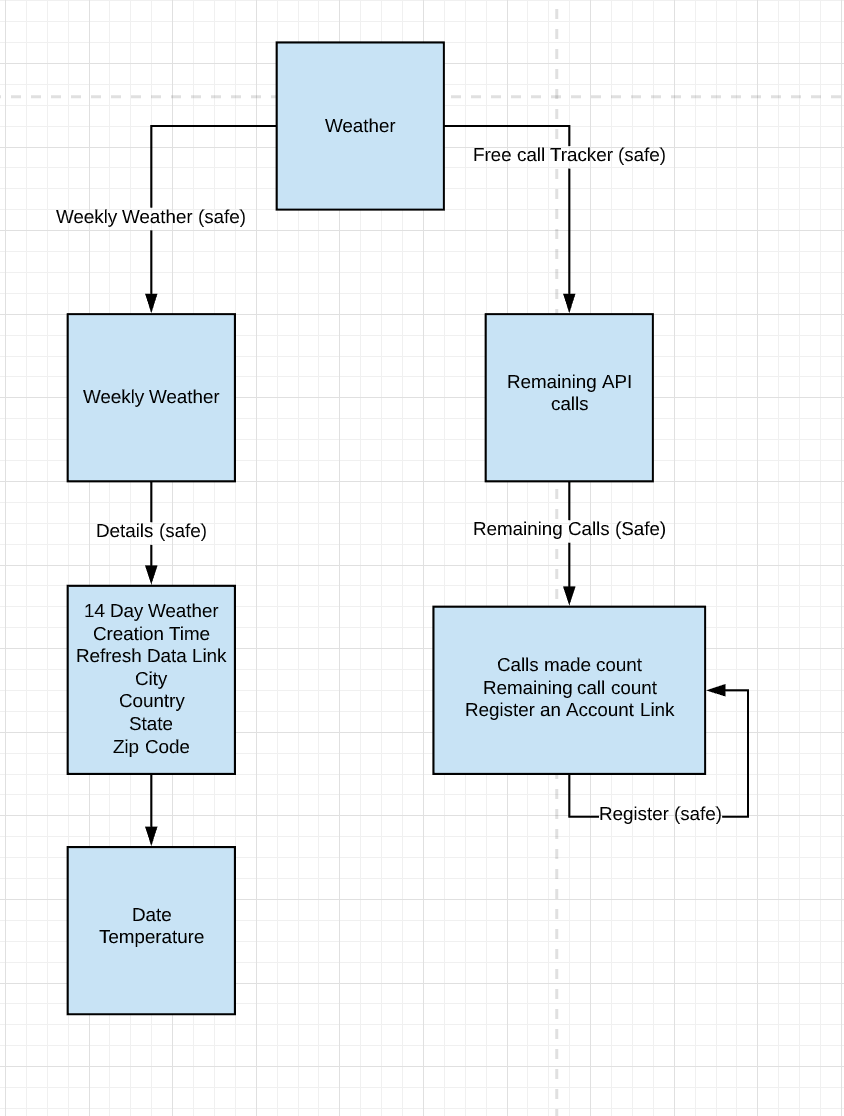 Weather
Free call Tracker (safe)
Weekly Weather (safe)
Weekly Weather
Remaining API
calls
Details (safe)
Remaining Calls (Safe)
14 Day Weather
Creation Time
Refresh Data Link
City
Country
State
Zip Code
Calls made count
Remaining call count
Register an Account Link
Register (safe)
Date
Temperature